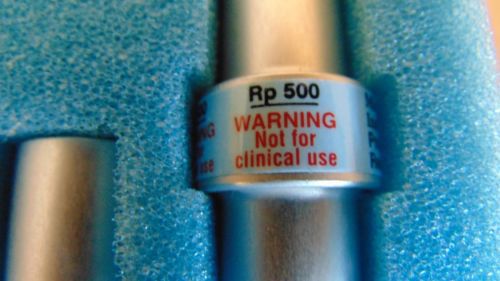 Rp 500
WARNING
Not for
clinical use